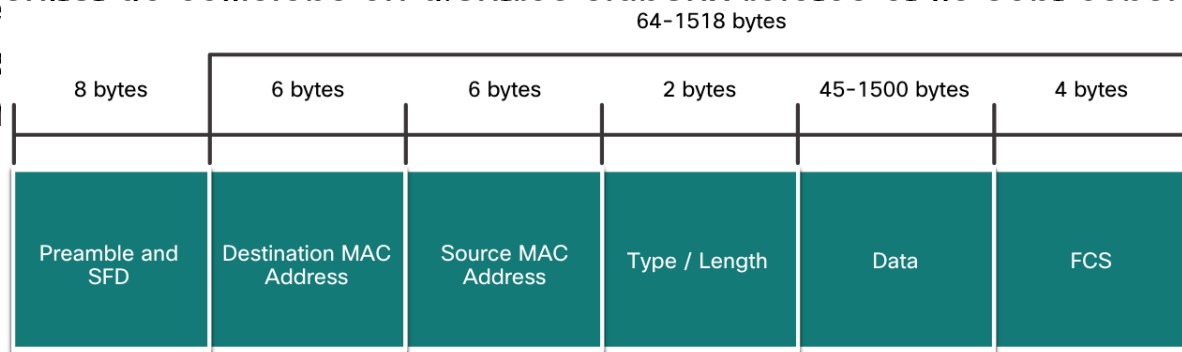 64-1518 bytes
8 bytes
6 bytes
6 bytes
2 bytes
45-1500 bytes
4 bytes
Preamble and
SFD
Destination MAC
Address
Source MAC
Address
Type / Length
Data
FCS